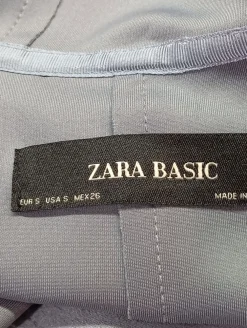 ZARA BASIC
EUR S USA S MEX 26 MADE IN